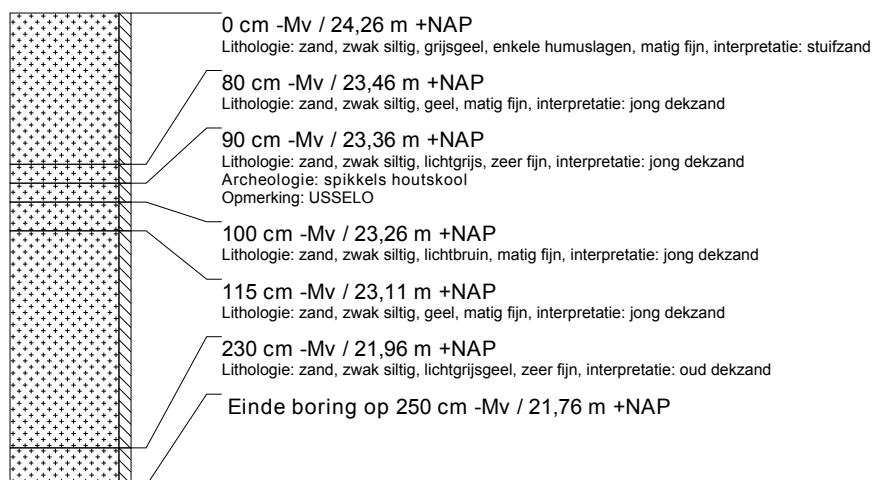 0 cm -Mv / 24,26 m +NAP
Lithologie: zand, zwak siltig, grijsgeel, enkele humuslagen, matig fijn, interpretatie: stuifzand
80 cm -Mv / 23,46 m +NAP
Lithologie: zand, zwak siltig, geel, matig fijn, interpretatie: jong dekzand
90 cm -Mv / 23,36 m +NAP
Lithologie: zand, zwak siltig, lichtgrijs, zeer fijn, interpretatie: jong dekzand
Archeologie: spikkels houtskool
Opmerking: USSELO
100 cm -Mv / 23,26 m +NAP
Lithologie: zand, zwak siltig, lichtbruin, matig fijn, interpretatie: jong dekzand
115 cm -Mv / 23,11 m +NAP
Lithologie: zand, zwak siltig, geel, matig fijn, interpretatie: jong dekzand
230 cm -Mv / 21,96 m +NAP
Lithologie: zand, zwak siltig, lichtgrijsgeel, zeer fijn, interpretatie: oud dekzand
Einde boring op 250 cm -Mv / 21,76 m +NAP